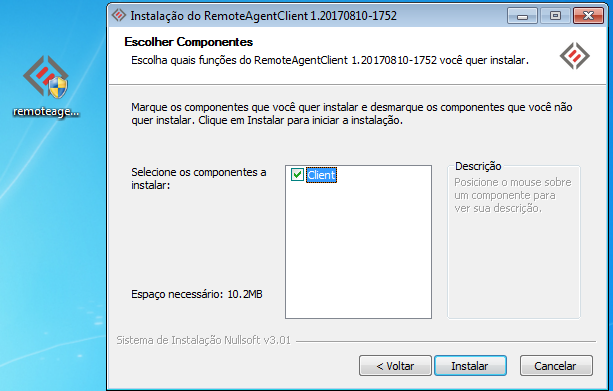 Instalação do RemoteAgentClient 1.20170810-1752
Escolher Componentes
Escolha quais funções do RemoteAgentClient 1.20170810-1752 você quer instalar.
remoteage...
Marque os componentes que você quer instalar e desmarque os componentes que você não
quer instalar. Clique em Instalar para iniciar a instalação.
Selecione os componentes a
instalar:
Client
Descrição
Posicione o mouse sobre
um componente para
ver sua descrição.
Espaço necessário: 10.2MB
Sistema de Instalação Nullsoft v3.01
< Voltar
Instalar
Cancelar